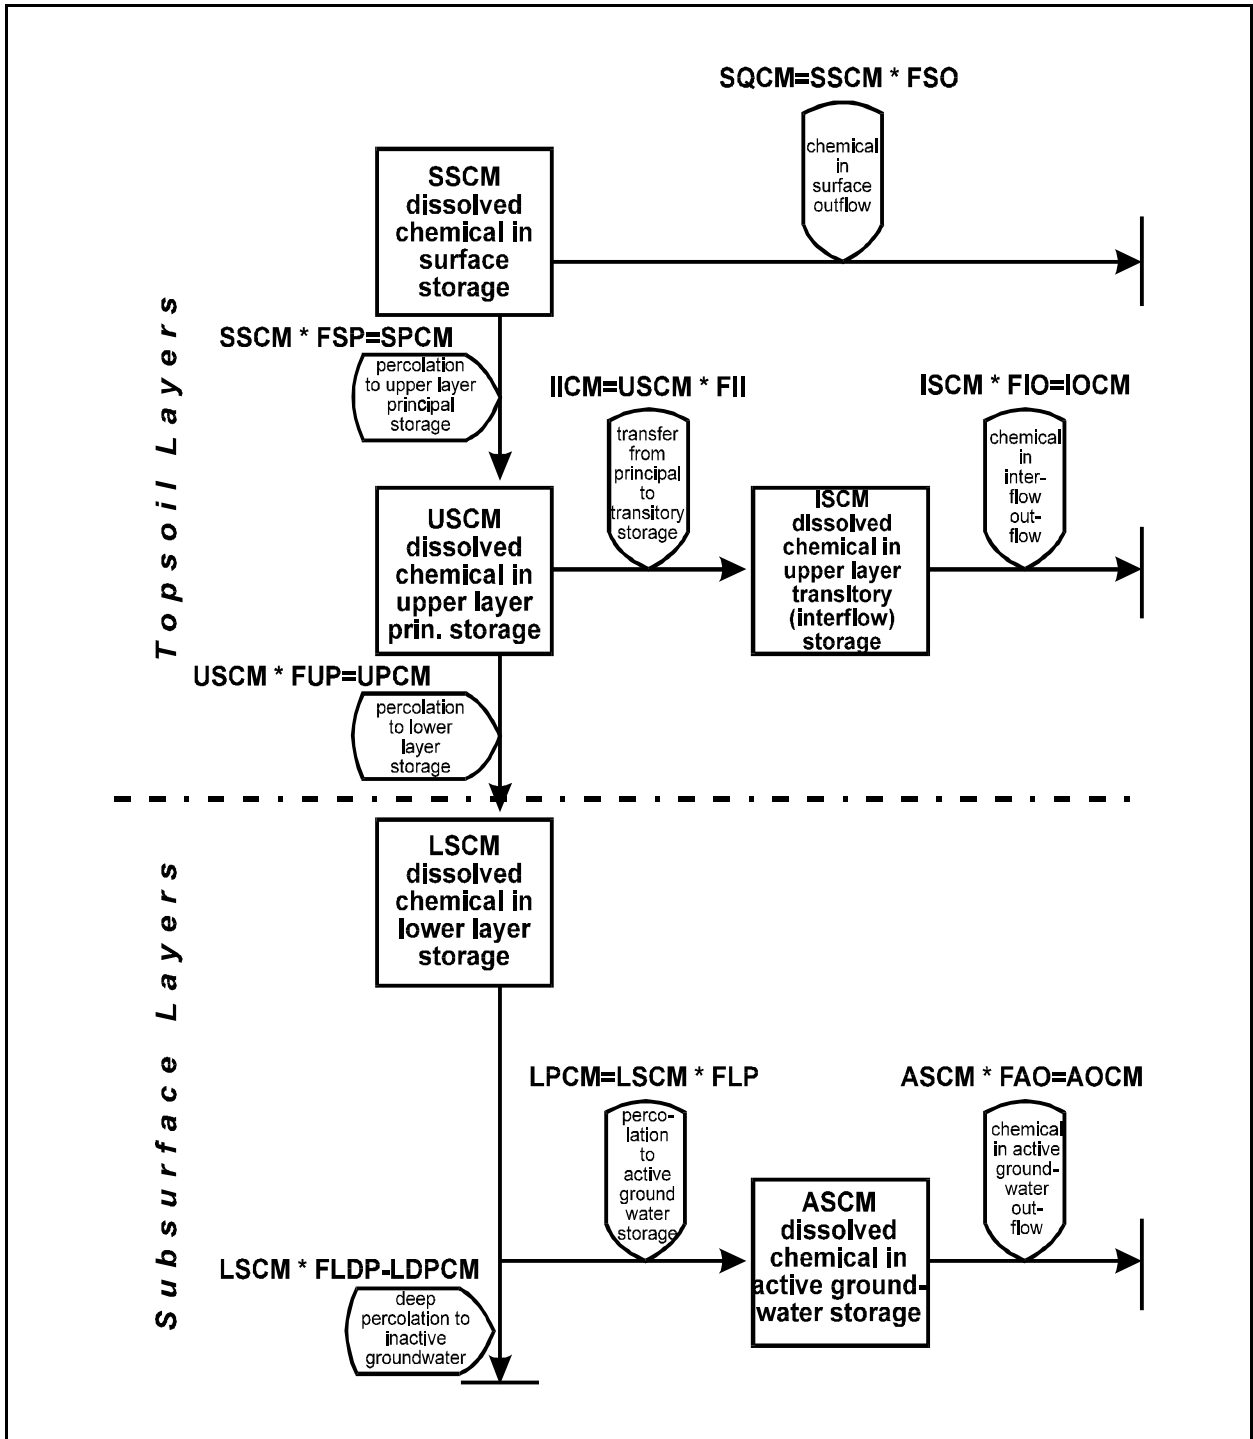 SQCM=SSCM * FSO
chemical
in
surface
outflow
SSCM
dissolved
chemical in
surface
storage
SSCM * FSP=SPCM
percolation
to upper layer
principal
storage
IICM=USCM * FII
transfer
from
principal
to
transitory
storage
ISCM * FIO=IOCM
chemical
in
inter-
flow
out-
flow
USCM
dissolved
chemical in
upper layer
prin. storage
ISCM
dissolved
chemical in
upper layer
transitory
(interflow)
storage
Topsoil Layers
USCM * FUP=UPCM
percolation
to lower
layer
storage
LSCM
dissolved
chemical in
lower layer
storage
Subsurface Layers
LPCM=LSCM * FLP
perco-
lation
to
active
ground
water
storage
ASCM * FAO=AOCM
chemical
in active
ground-
water
out-
flow
ASCM
dissolved
chemical in
active ground-
water storage
LSCM * FLDP-LDPCM
deep
percolation to
inactive
groundwater